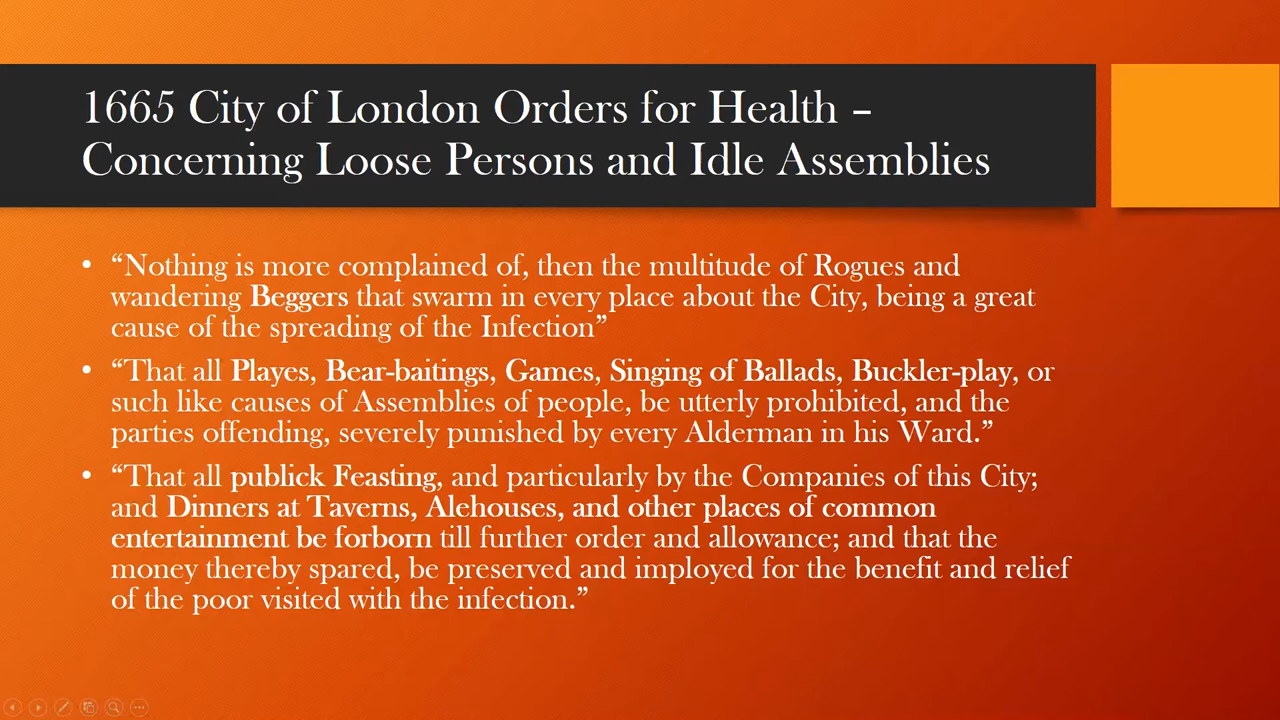 1665 City of London Orders for Health –
Concerning Loose Persons and Idle Assemblies
• “Nothing is more complained of, then the multitude of Rogues and
wandering Beggers that swarm in every place about the City, being a great
cause of the spreading of the Infection”
• “That all Playes, Bear-baitings, Games, Singing of Ballads, Buckler-play, or
such like causes of Assemblies of people, be utterly prohibited, and the
parties offending, severely punished by every Alderman in his Ward.”
• “That all publick Feasting, and particularly by the Companies of this City;
and Dinners at Taverns, Alehouses, and other places of common
entertainment be forborn till further order and allowance; and that the
money thereby spared, be preserved and imployed for the benefit and relief
of the poor visited with the infection.”